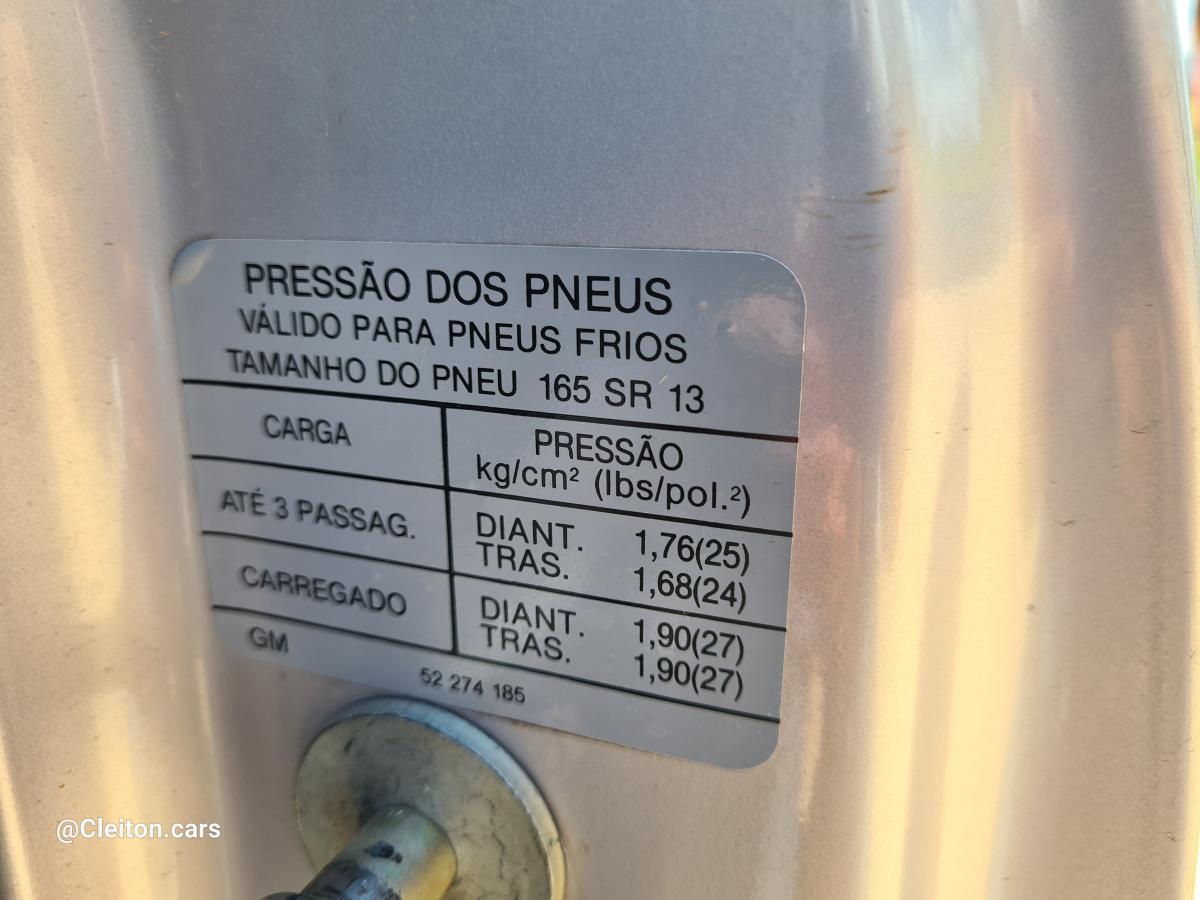 PRESSÃO DOS PNEUS
VÁLIDO PARA PNEUS FRIOS
TAMANHO DO PNEU 165 SR 13
CARGA
PRESSÃO
kg/cm² (lbs/pol.²)
ATÉ 3 PASSAG.
DIANT. 1,76(25)
TRAS. 1,68(24)
CARREGADO
DIANT. 1,90(27)
TRAS. 1,90(27)
GM
52 274 185
@Cleiton.cars